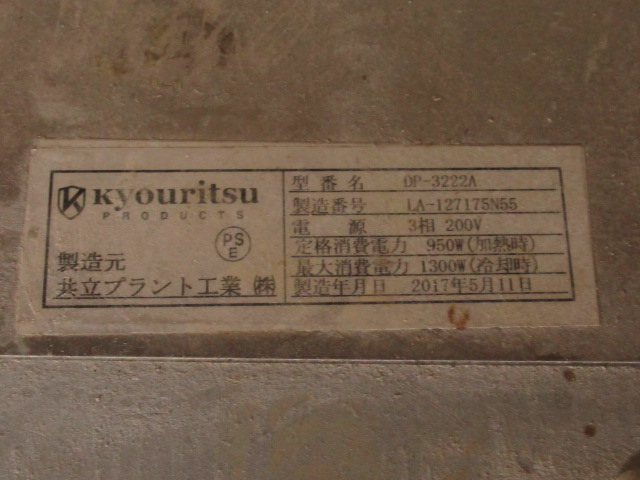 kyouritsu
PRODUCTS
PS
E
製造元
共立プラント工業 ㈱
型番名 DP-3222A
製造番号 LA-127175N55
電源 3相 200V
定格消費電力 950W(加熱時)
最大消費電力 1300W(冷却時)
製造年月日 2017年5月11日